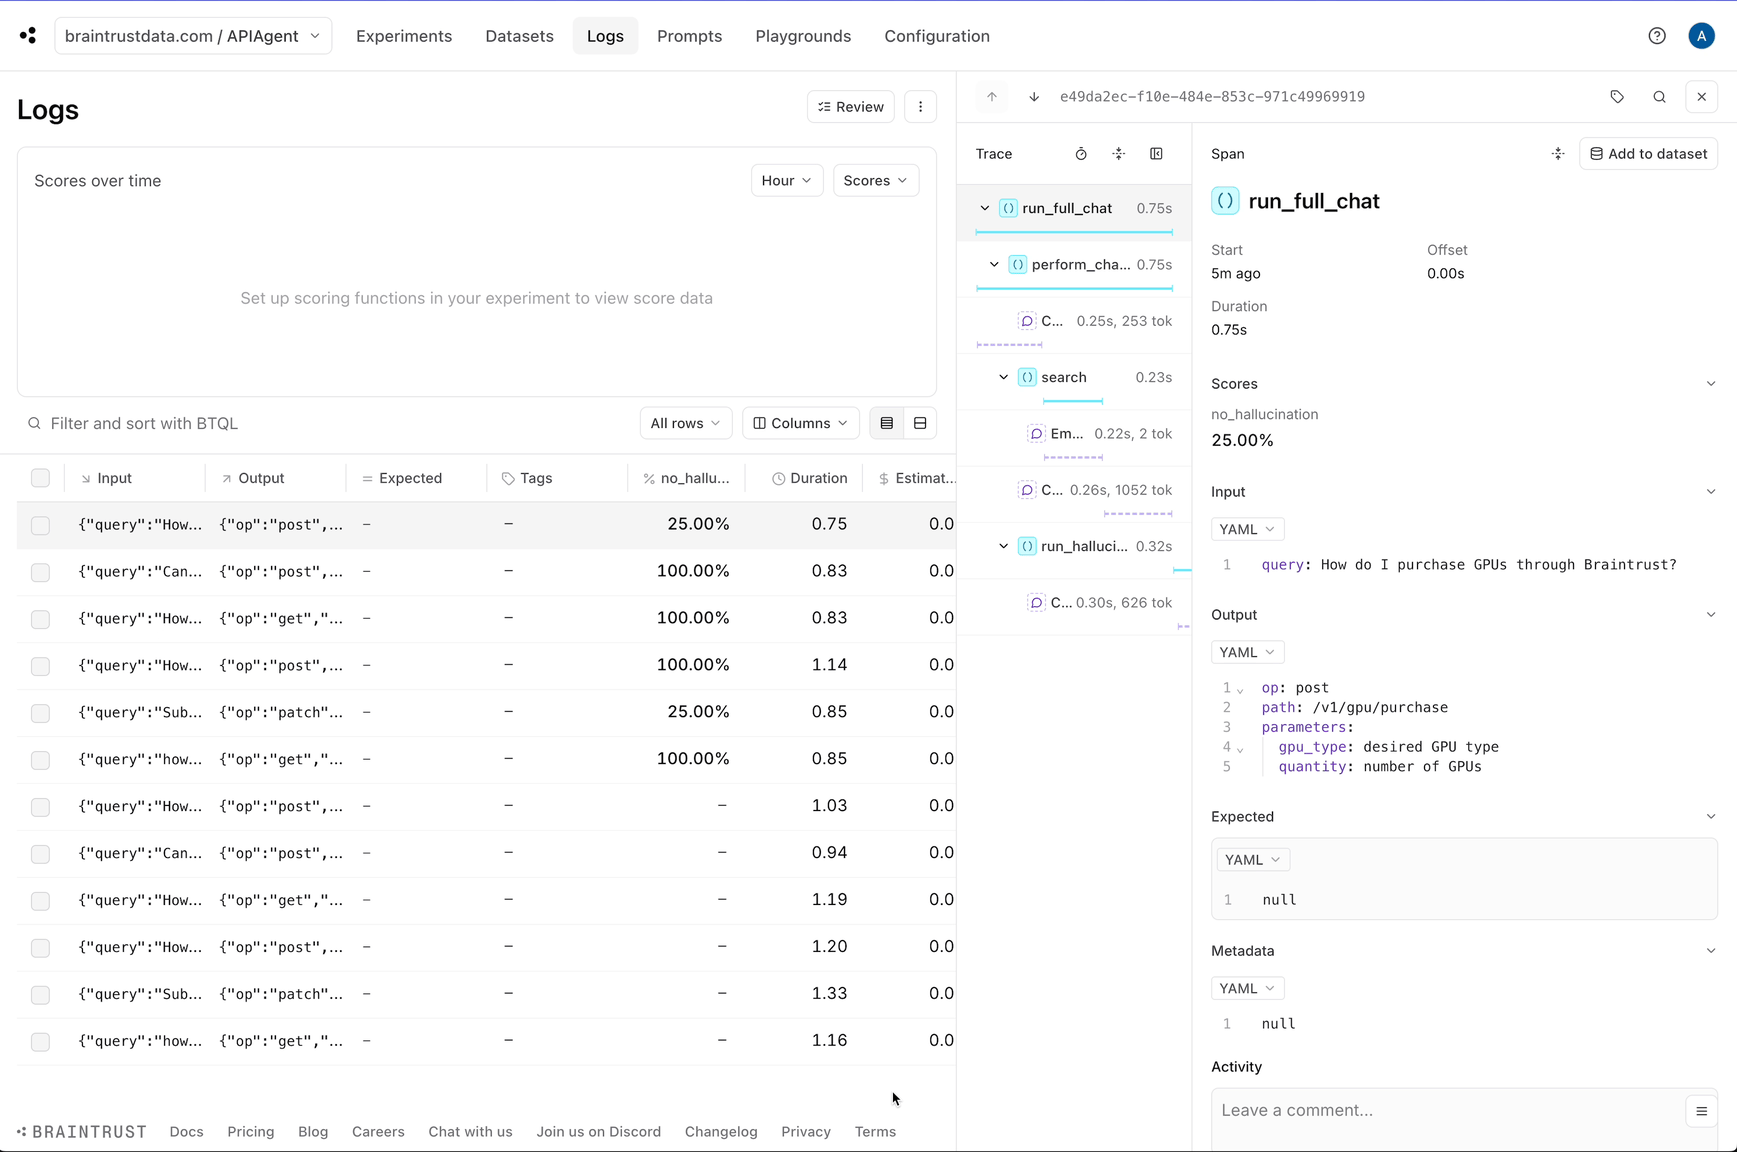 braintrustdata.com / APIAgent
Experiments
Datasets
Logs
Prompts
Playgrounds
Configuration
A
Logs
Review
Scores over time
Hour
Scores
Set up scoring functions in your experiment to view score data
Filter and sort with BTQL
All rows
Columns
Input Output Expected Tags no_hallu... Duration Estimat...
{"query":"How... {"op":"post",... – – 25.00% 0.75 0.0
{"query":"Can... {"op":"post",... – – 100.00% 0.83 0.0
{"query":"How... {"op":"get","... – – 100.00% 0.83 0.0
{"query":"How... {"op":"post",... – – 100.00% 1.14 0.0
{"query":"Sub... {"op":"patch"... – – 25.00% 0.85 0.0
{"query":"how... {"op":"get","... – – 100.00% 0.85 0.0
{"query":"How... {"op":"post",... – – – 1.03 0.0
{"query":"Can... {"op":"post",... – – – 0.94 0.0
{"query":"How... {"op":"get","... – – – 1.19 0.0
{"query":"How... {"op":"post",... – – – 1.20 0.0
{"query":"Sub... {"op":"patch"... – – – 1.33 0.0
{"query":"how... {"op":"get","... – – – 1.16 0.0
BRAINTRUST
Docs
Pricing
Blog
Careers
Chat with us
Join us on Discord
Changelog
Privacy
Terms
e49da2ec-f10e-484e-853c-971c49969919
Trace
run_full_chat 0.75s
perform_cha... 0.75s
C... 0.25s, 253 tok
search 0.23s
Em... 0.22s, 2 tok
C... 0.26s, 1052 tok
run_halluci... 0.32s
C... 0.30s, 626 tok
Span
Add to dataset
() run_full_chat
Start Offset
5m ago 0.00s
Duration
0.75s
Scores
no_hallucination
25.00%
Input
YAML
1 query: How do I purchase GPUs through Braintrust?
Output
YAML
1 op: post
2 path: /v1/gpu/purchase
3 parameters:
4 gpu_type: desired GPU type
5 quantity: number of GPUs
Expected
YAML
1 null
Metadata
YAML
1 null
Activity
Leave a comment...